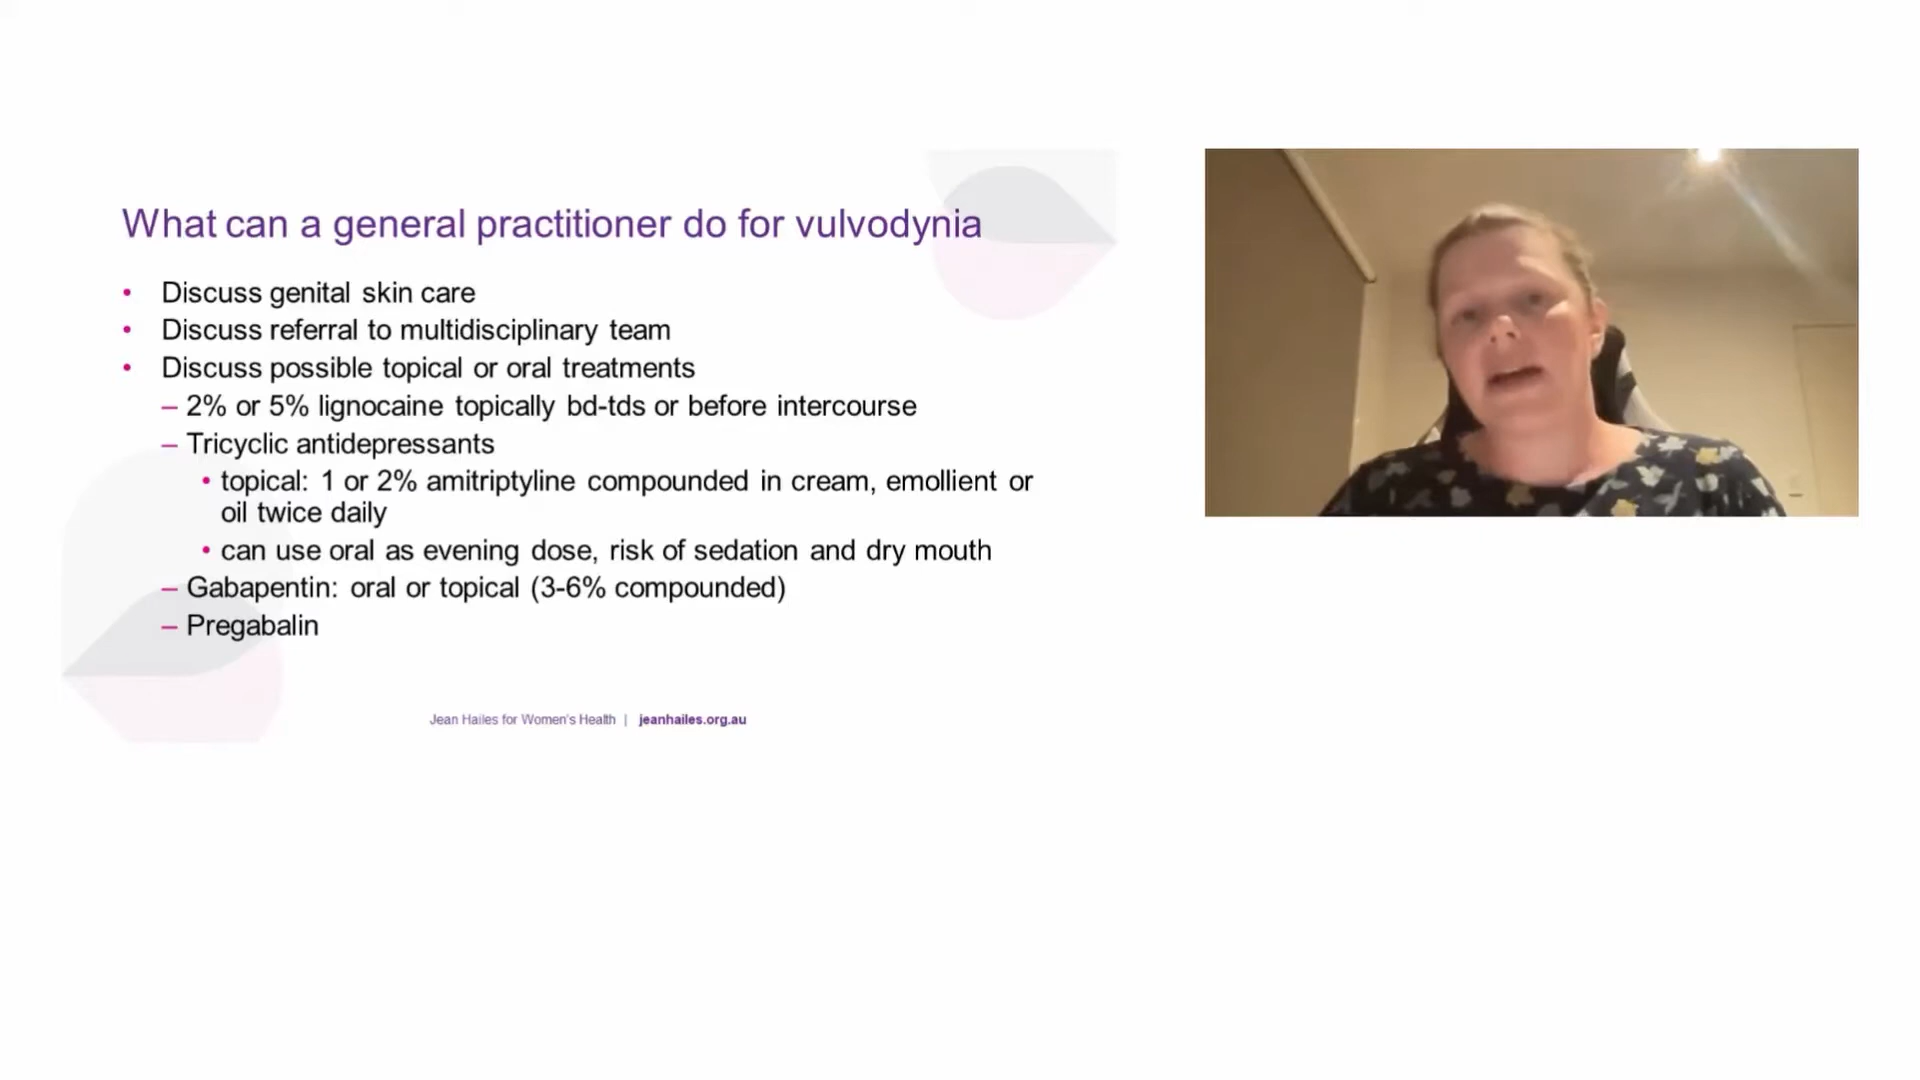 What can a general practitioner do for vulvodynia
• Discuss genital skin care
• Discuss referral to multidisciplinary team
• Discuss possible topical or oral treatments
– 2% or 5% lignocaine topically bd-tds or before intercourse
– Tricyclic antidepressants
• topical: 1 or 2% amitriptyline compounded in cream, emollient or
oil twice daily
• can use oral as evening dose, risk of sedation and dry mouth
– Gabapentin: oral or topical (3-6% compounded)
– Pregabalin
Jean Hailes for Women's Health | jeanhailes.org.au